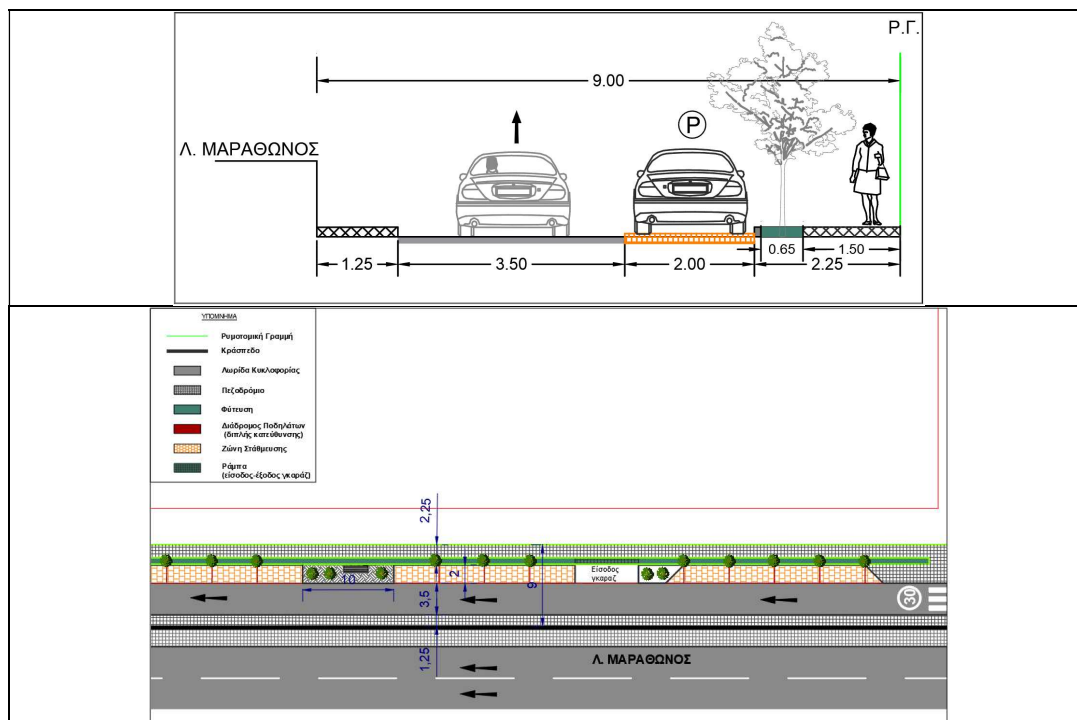 Ρ.Γ.
9.00
P
Λ. ΜΑΡΑΘΩΝΟΣ
0.65
1.50
1.25
3.50
2.00
2.25
ΥΠΟΜΝΗΜΑ
Ρυμοτομική Γραμμή
Κράσπεδο
Λωρίδα Κυκλοφορίας
Πεζοδρόμιο
Φύτευση
Διάδρομος Ποδηλάτων
(διπλής κατεύθυνσης)
Ζώνη Στάθμευσης
Ράμπα
(είσοδος-έξοδος γκαράζ)
2,25
Είσοδος
γκαραζ
10
2
9
3,5
30
1,25
Λ. ΜΑΡΑΘΩΝΟΣ